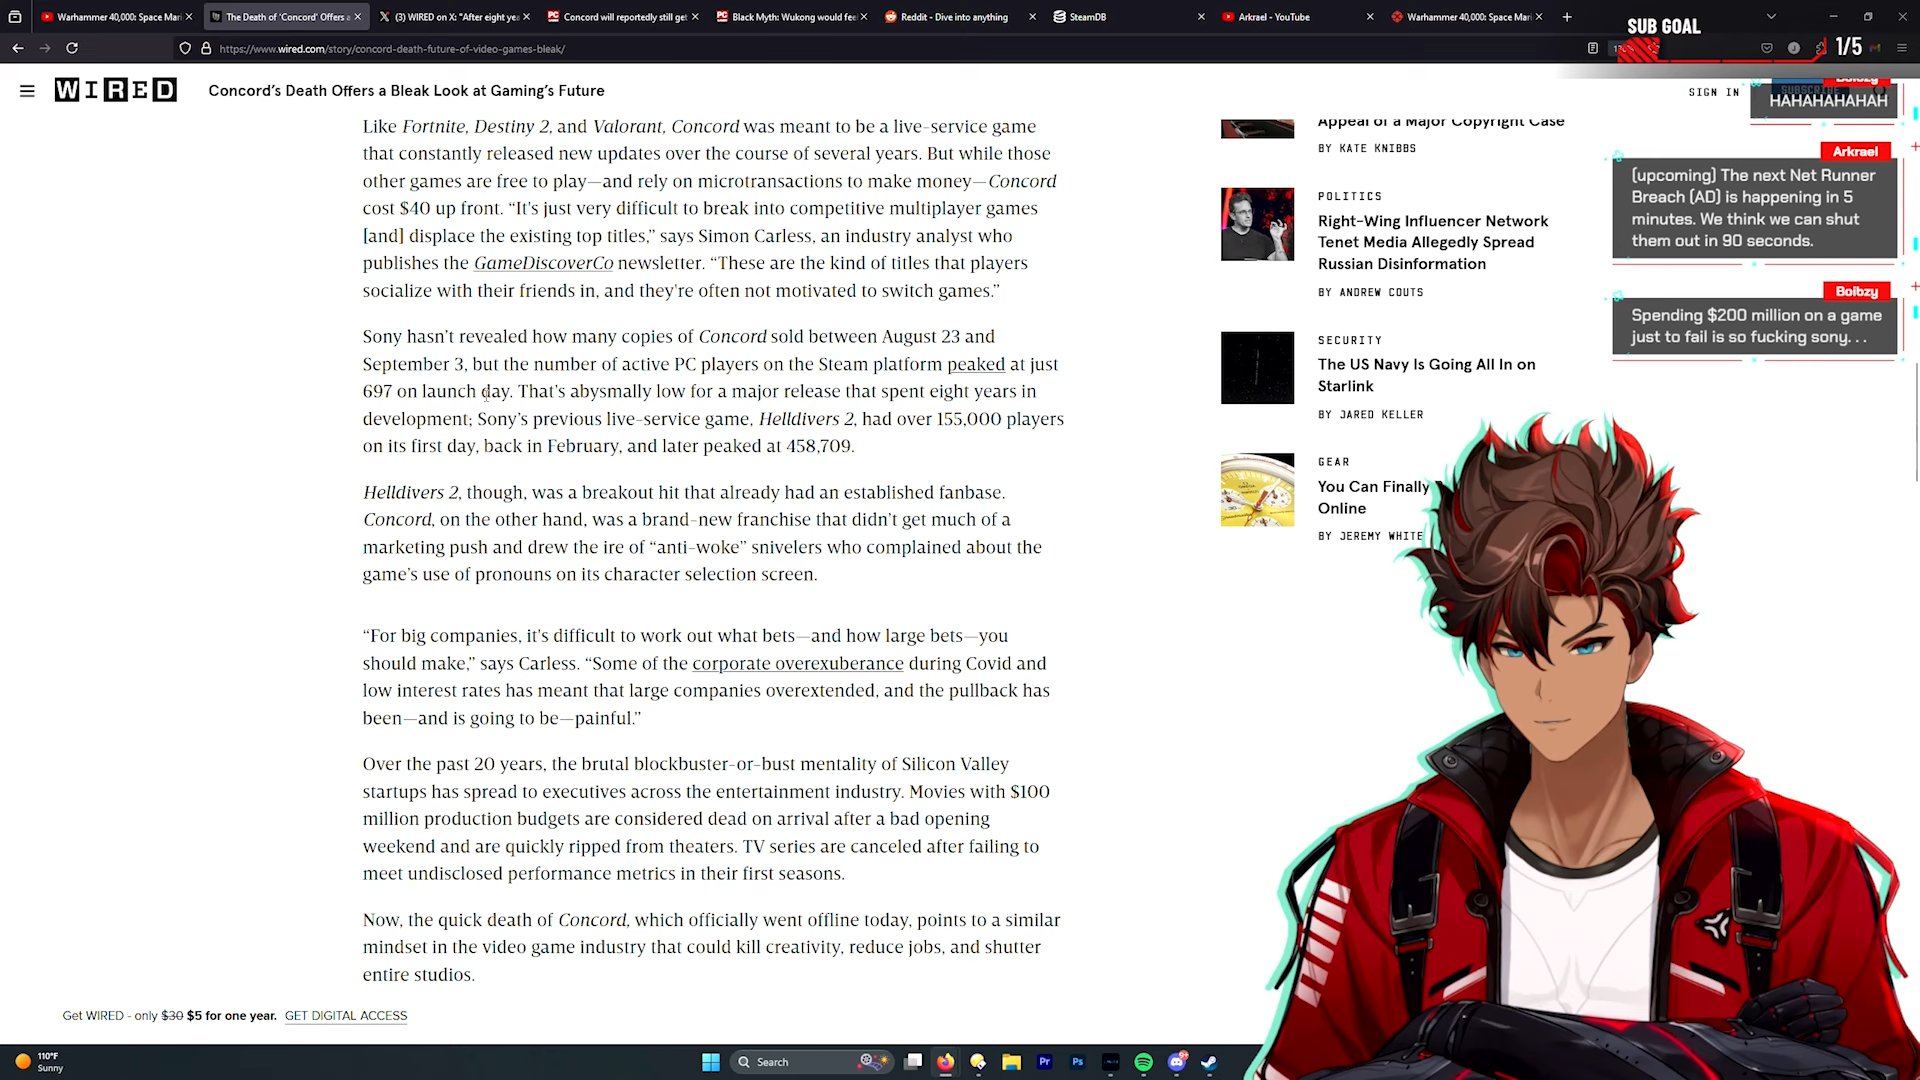 Warhammer 40,000: Space Mari
The Death of 'Concord' Offers a
(3) WIRED on X: "After eight yea
Concord will reportedly still get
Black Myth: Wukong would feel
Reddit - Dive into anything
SteamDB
Arkrael - YouTube
Warhammer 40,000: Space Mari
SUB GOAL
1/5
https://www.wired.com/story/concord-death-future-of-video-games-bleak/
WIRED
Concord's Death Offers a Bleak Look at Gaming's Future
SIGN IN
SUBSCRIBE
Like Fortnite, Destiny 2, and Valorant, Concord was meant to be a live-service game
that constantly released new updates over the course of several years. But while those
other games are free to play—and rely on microtransactions to make money—Concord
cost $40 up front. “It's just very difficult to break into competitive multiplayer games
[and] displace the existing top titles,” says Simon Carless, an industry analyst who
publishes the GameDiscoverCo newsletter. “These are the kind of titles that players
socialize with their friends in, and they're often not motivated to switch games.”
Sony hasn’t revealed how many copies of Concord sold between August 23 and
September 3, but the number of active PC players on the Steam platform peaked at just
697 on launch day. That’s abysmally low for a major release that spent eight years in
development; Sony’s previous live-service game, Helldivers 2, had over 155,000 players
on its first day, back in February, and later peaked at 458,709.
Helldivers 2, though, was a breakout hit that already had an established fanbase.
Concord, on the other hand, was a brand-new franchise that didn’t get much of a
marketing push and drew the ire of “anti-woke” snivelers who complained about the
game’s use of pronouns on its character selection screen.
“For big companies, it's difficult to work out what bets—and how large bets—you
should make,” says Carless. “Some of the corporate overexuberance during Covid and
low interest rates has meant that large companies overextended, and the pullback has
been—and is going to be—painful.”
Over the past 20 years, the brutal blockbuster-or-bust mentality of Silicon Valley
startups has spread to executives across the entertainment industry. Movies with $100
million production budgets are considered dead on arrival after a bad opening
weekend and are quickly ripped from theaters. TV series are canceled after failing to
meet undisclosed performance metrics in their first seasons.
Now, the quick death of Concord, which officially went offline today, points to a similar
mindset in the video game industry that could kill creativity, reduce jobs, and shutter
entire studios.
Appeal of a Major Copyright Case
BY KATE KNIBBS
POLITICS
Right-Wing Influencer Network
Tenet Media Allegedly Spread
Russian Disinformation
BY ANDREW COUTS
SECURITY
The US Navy Is Going All In on
Starlink
BY JARED KELLER
GEAR
You Can Finally
Online
BY JEREMY WHITE
Boibzy
HAHAHAHAHAH
Arkrael
(upcoming) The next Net Runner
Breach (AD) is happening in 5
minutes. We think we can shut
them out in 90 seconds.
Boibzy
Spending $200 million on a game
just to fail is so fucking sony. . .
Get WIRED - only $30 $5 for one year. GET DIGITAL ACCESS
110°F
Sunny
Search
Pr
Ps